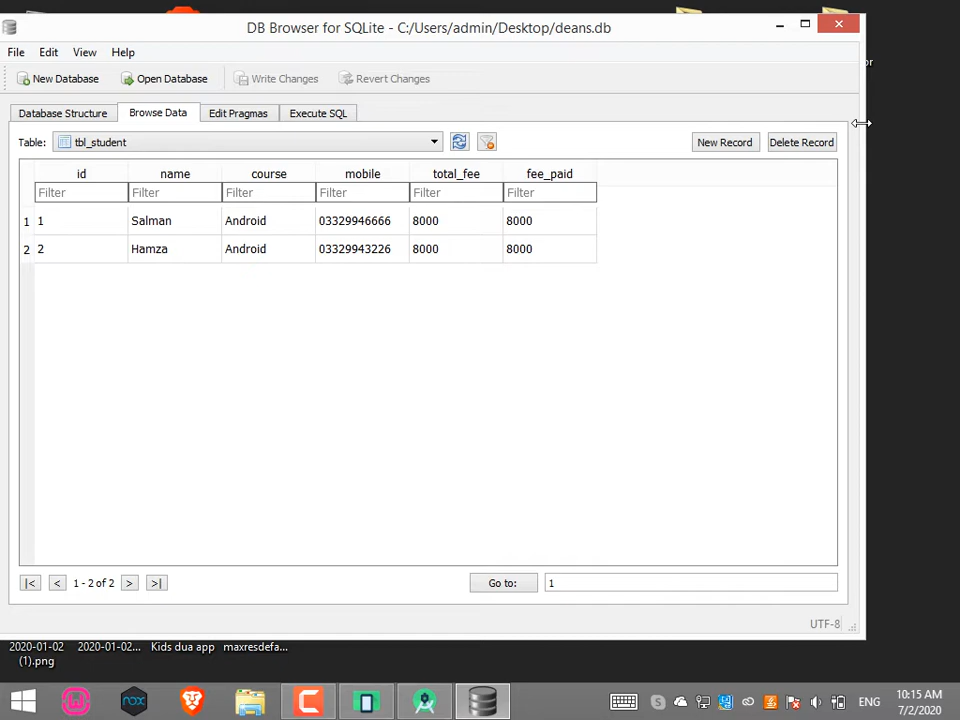 DB Browser for SQLite - C:/Users/admin/Desktop/deans.db
or
File Edit View Help
New Database Open Database Write Changes Revert Changes
Database Structure Browse Data Edit Pragmas Execute SQL
Table: tbl_student New Record Delete Record
id name course mobile total_fee fee_paid
Filter Filter Filter Filter Filter Filter
1 1 Salman Android 03329946666 8000 8000
2 2 Hamza Android 03329943226 8000 8000
|< < 1 - 2 of 2 > >| Go to: 1
UTF-8
2020-01-02 2020-01-02... Kids dua app maxresdefa...
(1).png
nox ENG 10:15 AM
7/2/2020